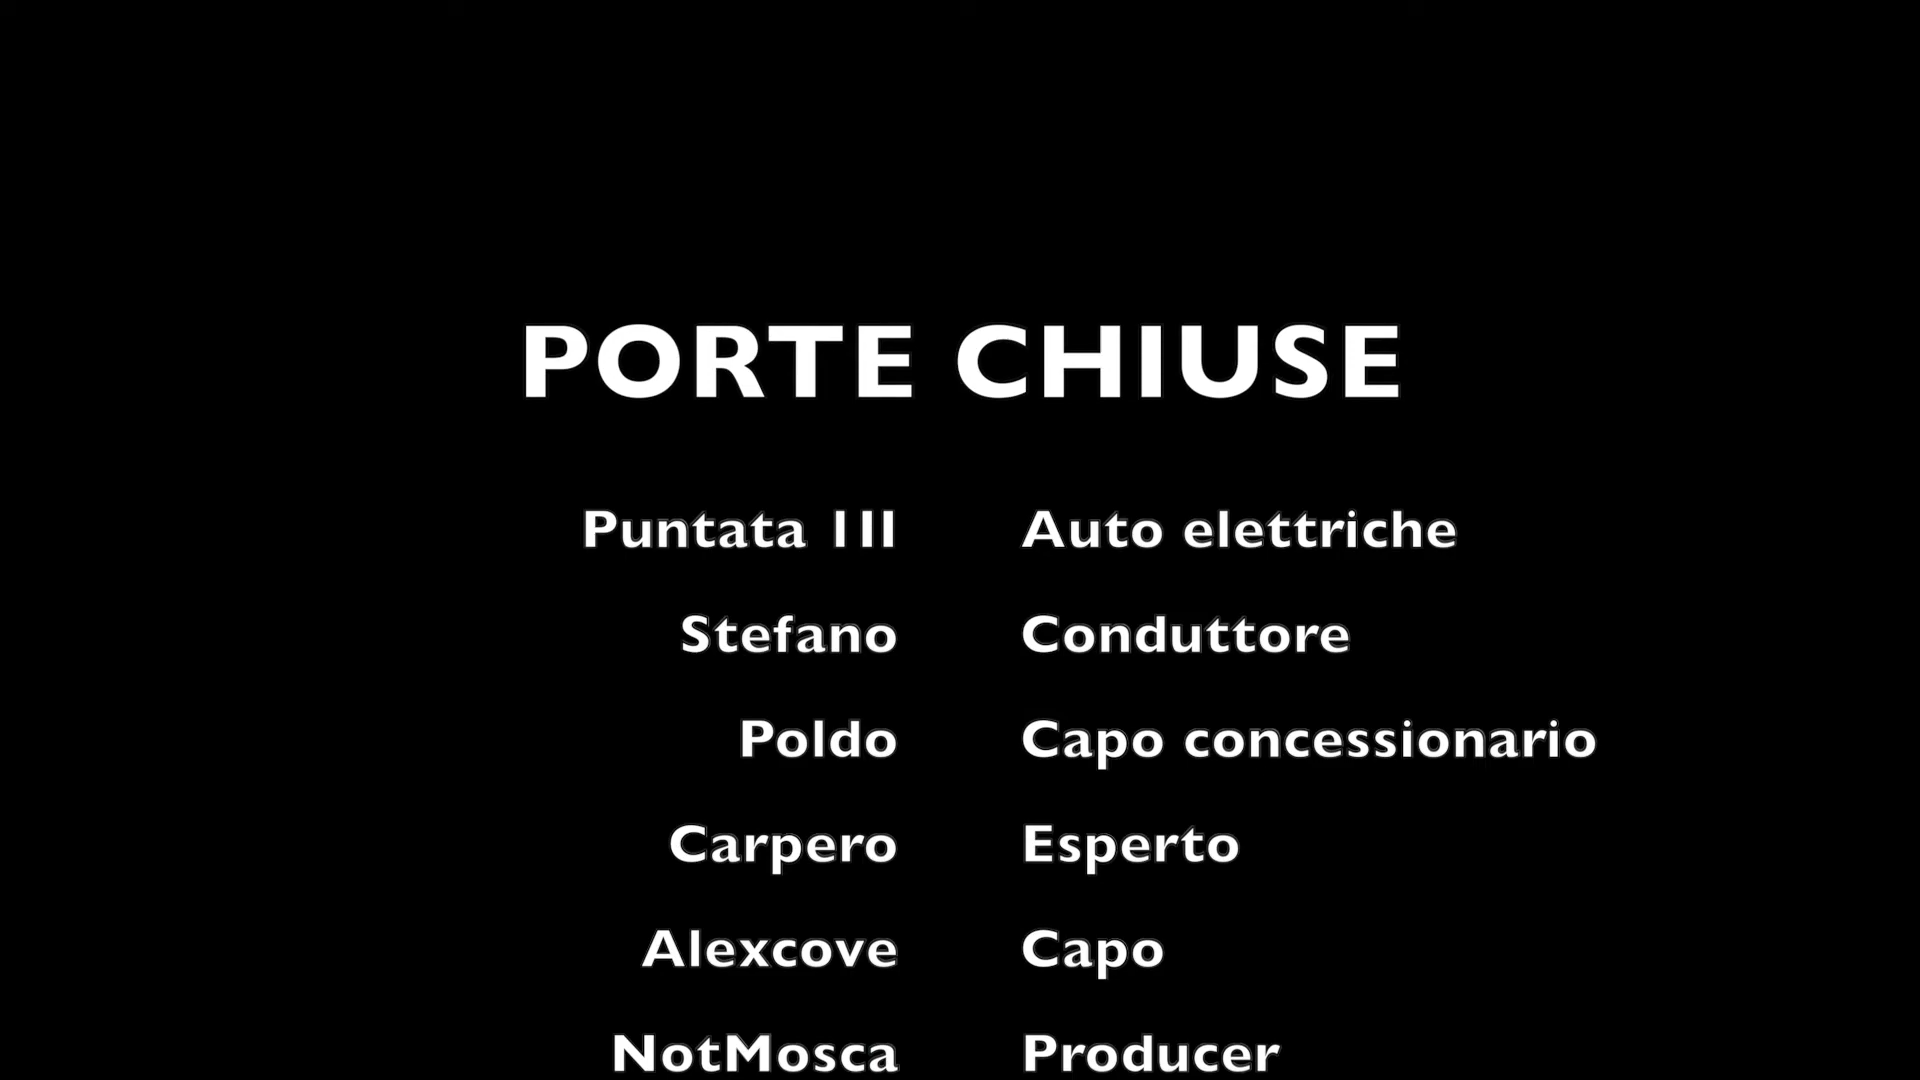 PORTE CHIUSE
Puntata III Auto elettriche
Stefano Conduttore
Poldo Capo concessionario
Carpero Esperto
Alexcove Capo
NotMosca Producer